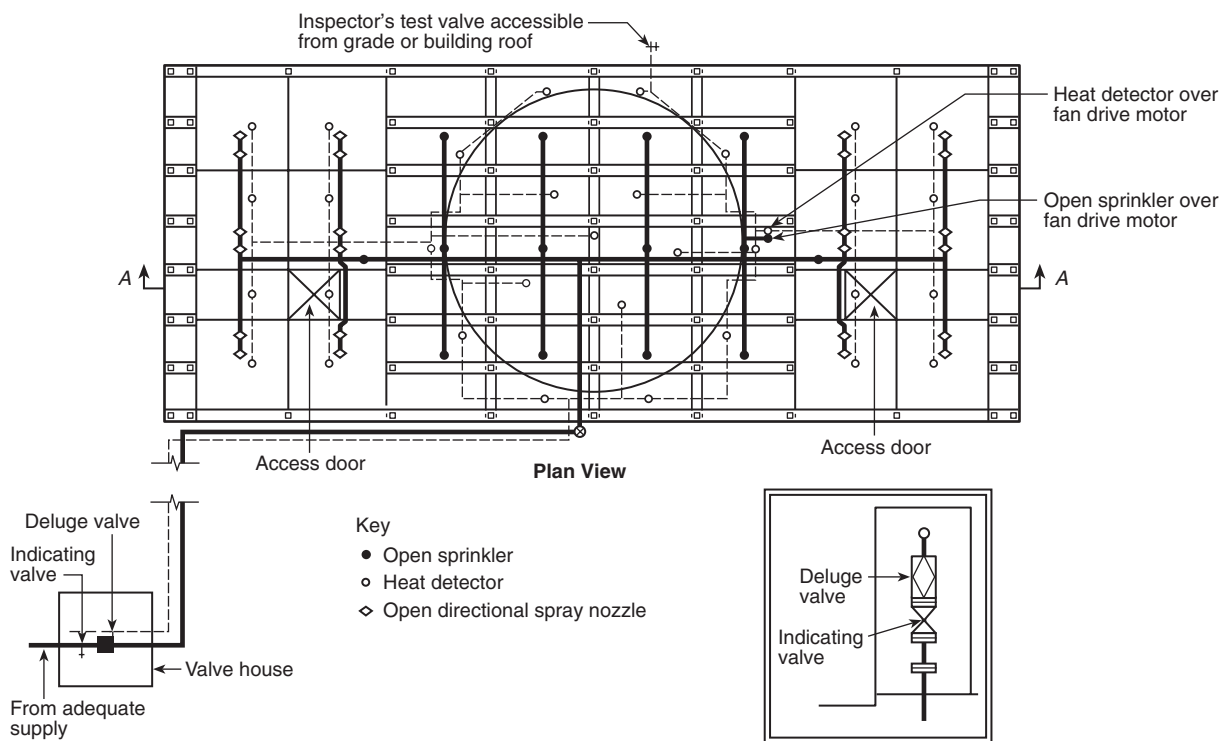 Inspector's test valve accessible
from grade or building roof
Heat detector over
fan drive motor
Open sprinkler over
fan drive motor
A
A
Access door
Access door
Plan View
Deluge valve
Indicating
valve
Valve house
From adequate
supply
Key
Open sprinkler
Heat detector
Open directional spray nozzle
Deluge
valve
Indicating
valve